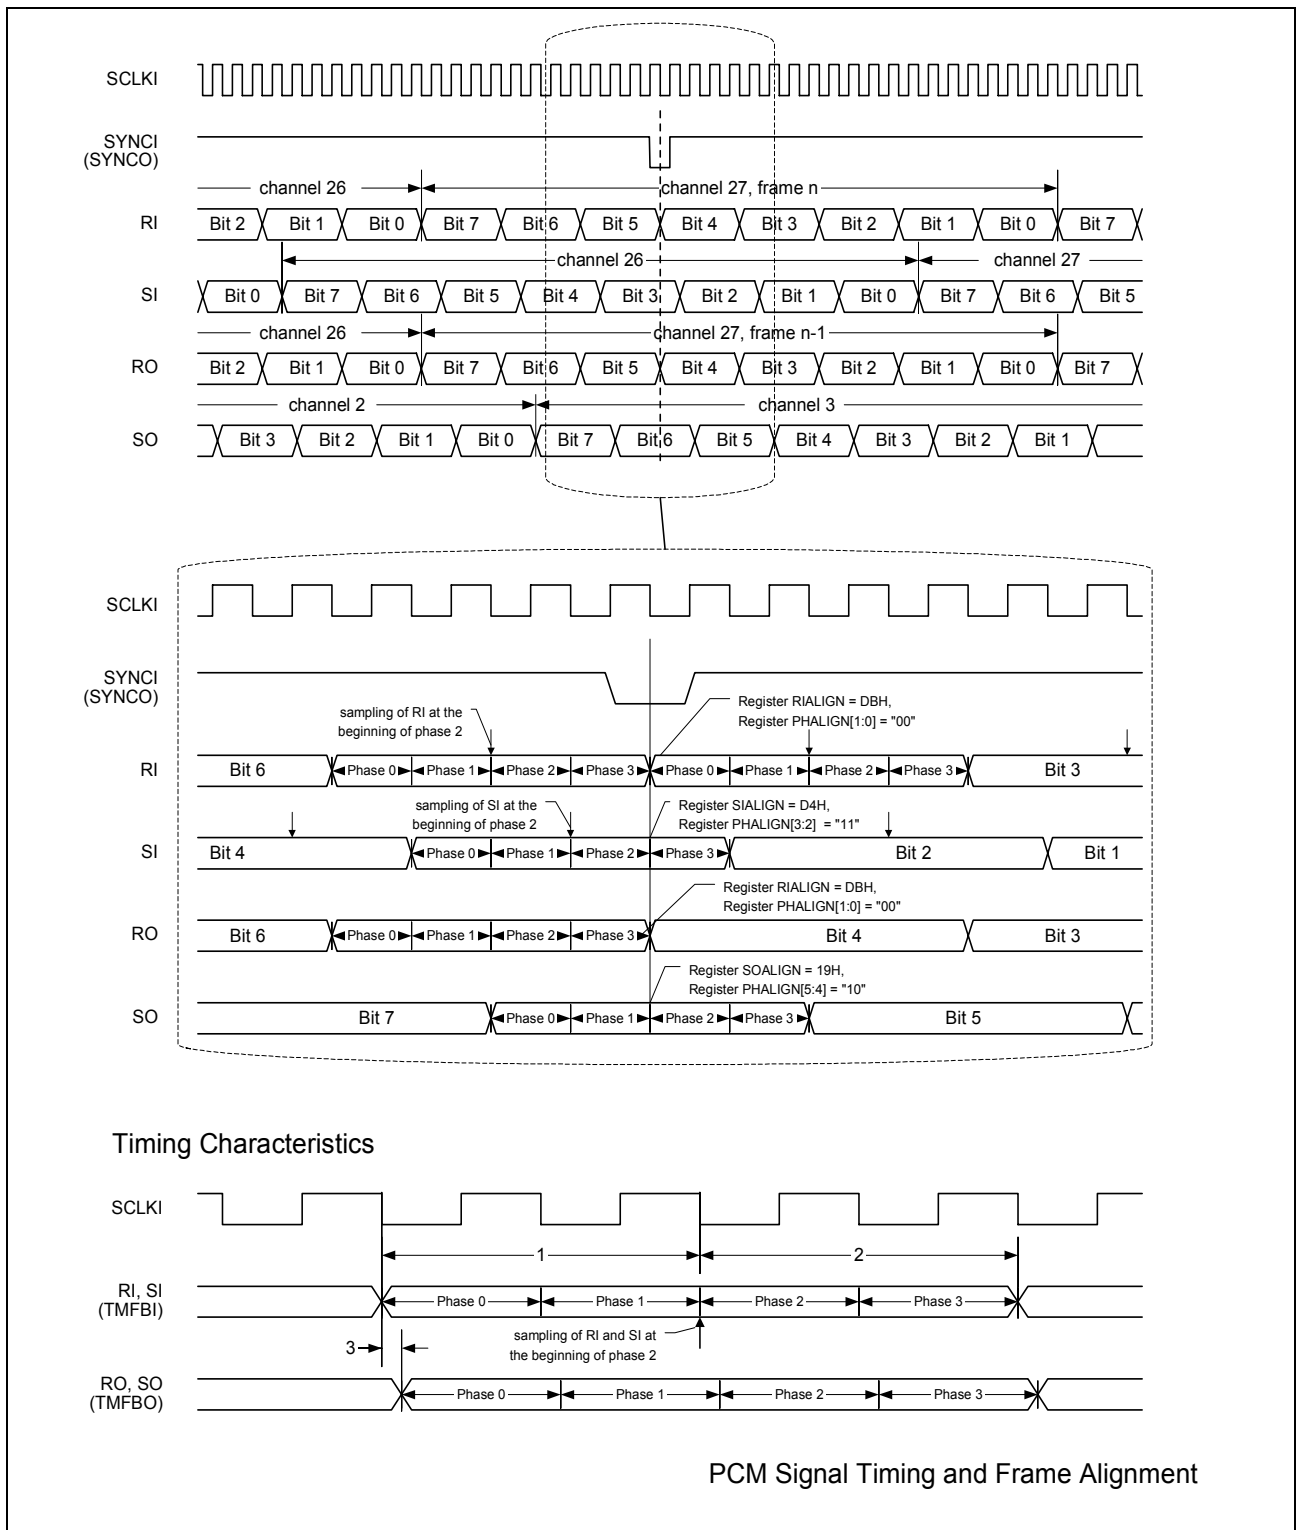 SCLKI
SYNCI
(SYNCO)
channel 26
channel 27, frame n
RI
Bit 2 Bit 1 Bit 0 Bit 7 Bit 6 Bit 5 Bit 4 Bit 3 Bit 2 Bit 1 Bit 0 Bit 7
channel 26
channel 27
SI
Bit 0 Bit 7 Bit 6 Bit 5 Bit 4 Bit 3 Bit 2 Bit 1 Bit 0 Bit 7 Bit 6 Bit 5
channel 26
channel 27, frame n-1
RO
Bit 2 Bit 1 Bit 0 Bit 7 Bit 6 Bit 5 Bit 4 Bit 3 Bit 2 Bit 1 Bit 0 Bit 7
channel 2
channel 3
SO
Bit 3 Bit 2 Bit 1 Bit 0 Bit 7 Bit 6 Bit 5 Bit 4 Bit 3 Bit 2 Bit 1
SCLKI
SYNCI
(SYNCO)
sampling of RI at the
beginning of phase 2
Register RIALIGN = DBH,
Register PHALIGN[1:0] = "00"
RI
Bit 6 Phase 0 Phase 1 Phase 2 Phase 3 Phase 0 Phase 1 Phase 2 Phase 3 Bit 3
sampling of SI at the
beginning of phase 2
Register SIALIGN = D4H,
Register PHALIGN[3:2] = "11"
SI
Bit 4 Phase 0 Phase 1 Phase 2 Phase 3 Bit 2 Bit 1
Register RIALIGN = DBH,
Register PHALIGN[1:0] = "00"
RO
Bit 6 Phase 0 Phase 1 Phase 2 Phase 3 Bit 4 Bit 3
Register SOALIGN = 19H,
Register PHALIGN[5:4] = "10"
SO
Bit 7 Phase 0 Phase 1 Phase 2 Phase 3 Bit 5
Timing Characteristics
SCLKI
1
2
RI, SI
(TMFBI)
Phase 0 Phase 1 Phase 2 Phase 3
sampling of RI and SI at
the beginning of phase 2
3
RO, SO
(TMFBO)
Phase 0 Phase 1 Phase 2 Phase 3
PCM Signal Timing and Frame Alignment